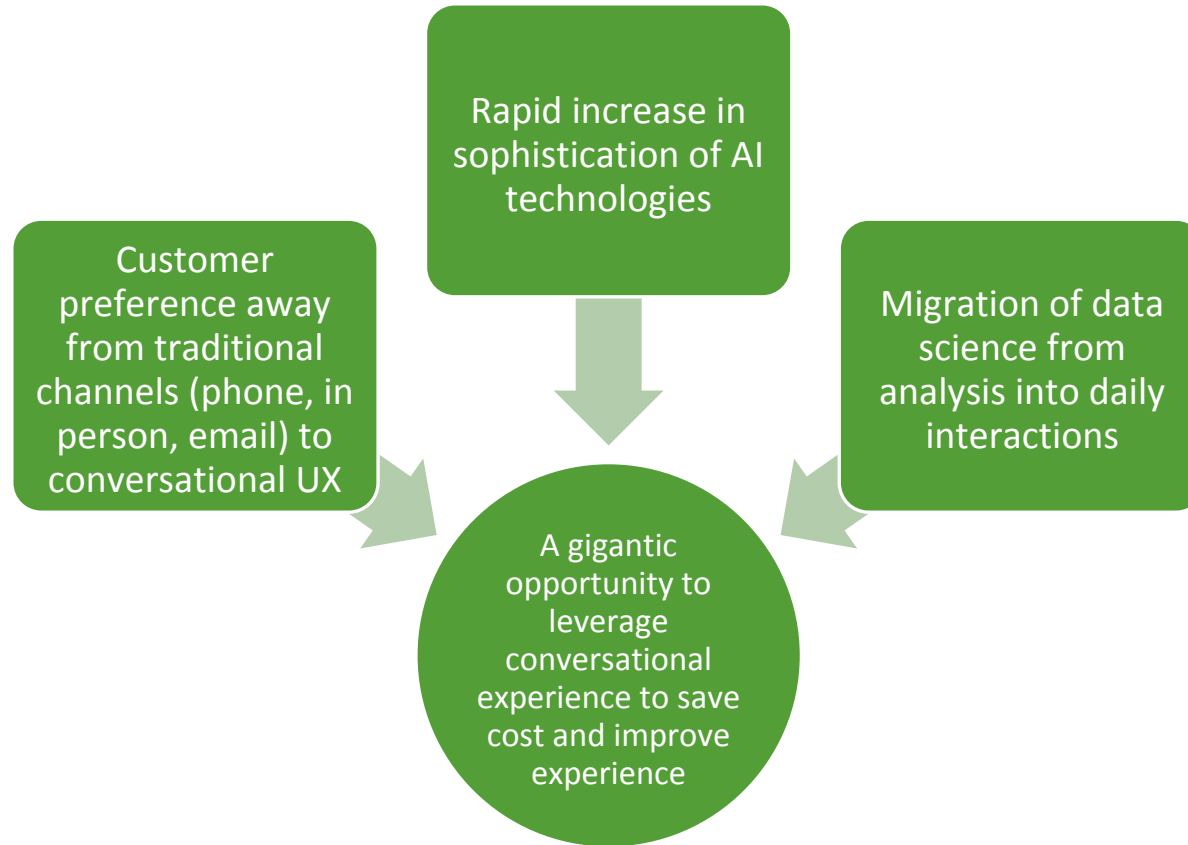 Rapid increase in
sophistication of AI
technologies
Customer
preference away
from traditional
channels (phone, in
person, email) to
conversational UX
Migration of data
science from
analysis into daily
interactions
A gigantic
opportunity to
leverage
conversational
experience to save
cost and improve
experience